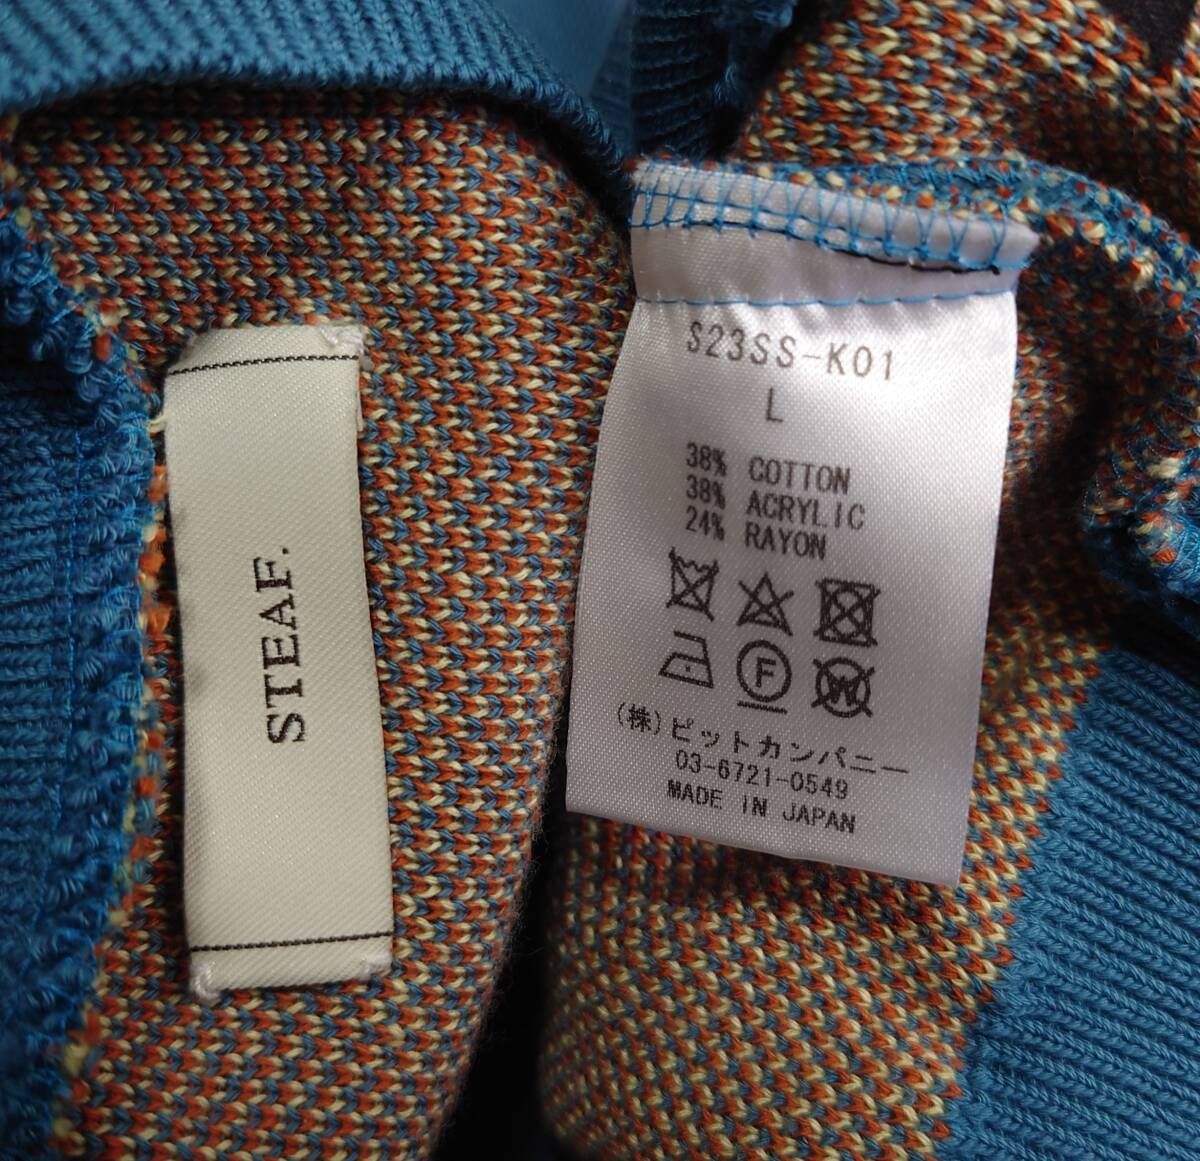 STEAF.
S23SS-K01
L
38% COTTON
38% ACRYLIC
24% RAYON
F
W
(株)ピットカンパニー
03-6721-0549
MADE IN JAPAN